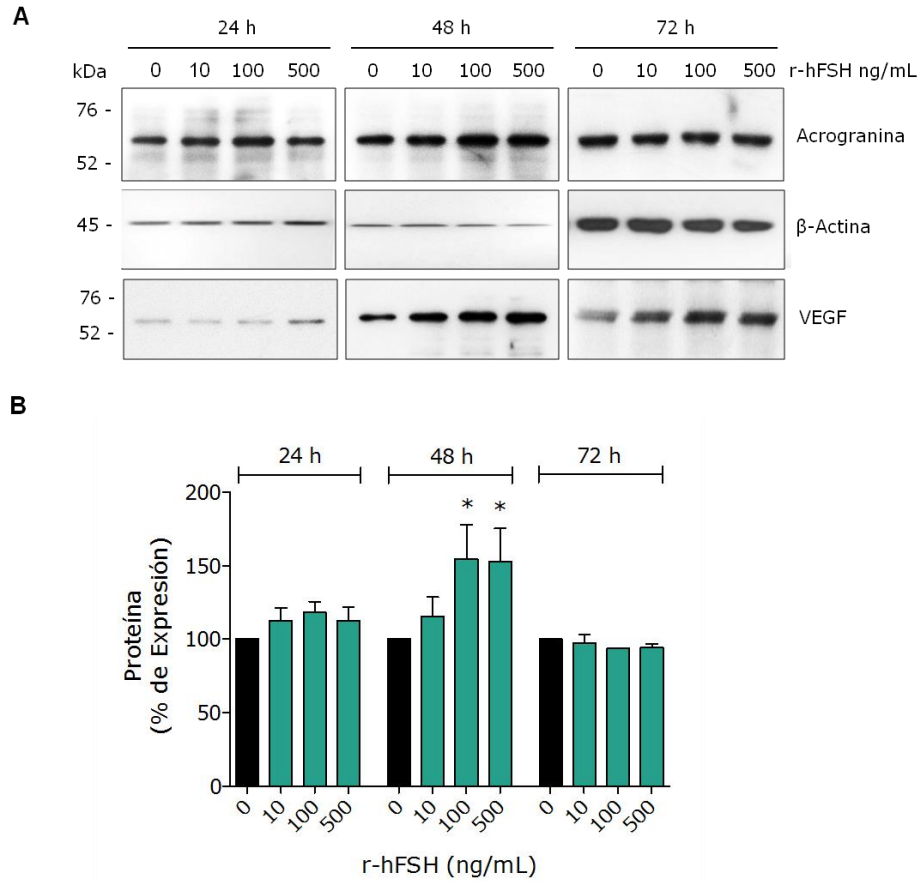 A
24 h 48 h 72 h
kDa 0 10 100 500 0 10 100 500 0 10 100 500 r-hFSH ng/mL
76 -
Acrogranina
52 -
45 - β-Actina
76 -
VEGF
52 -
B
24 h 48 h 72 h
200
* *
150
100
50
0
Proteína
(% de Expresión)
0 10 100 500 0 10 100 500 0 10 100 500
r-hFSH (ng/mL)